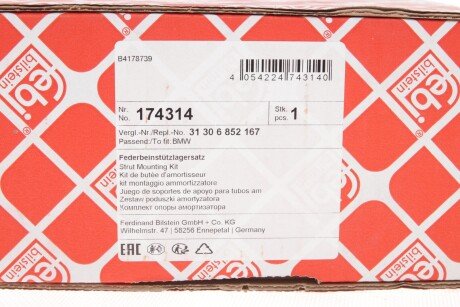 febi
bilstein
febi
bilstein
B4178739
4 054224 743140
Nr.
No. 174314
Stk.
pcs. 1
Vergl.-Nr./Repl.-No. 31 30 6 852 167
Passend:/To fit: BMW
Federbeinstützlagersatz
Strut Mounting Kit
Kit de butée d'amortisseur
kit montaggio ammortizzatore
Juego de soportes de apoyo para tubos am
Zestaw poduszki amortyzatora
Комплект опоры амортизатора
Ferdinand Bilstein GmbH + Co. KG
Wilhelmstr. 47 | 58256 Ennepetal | Germany
EAC